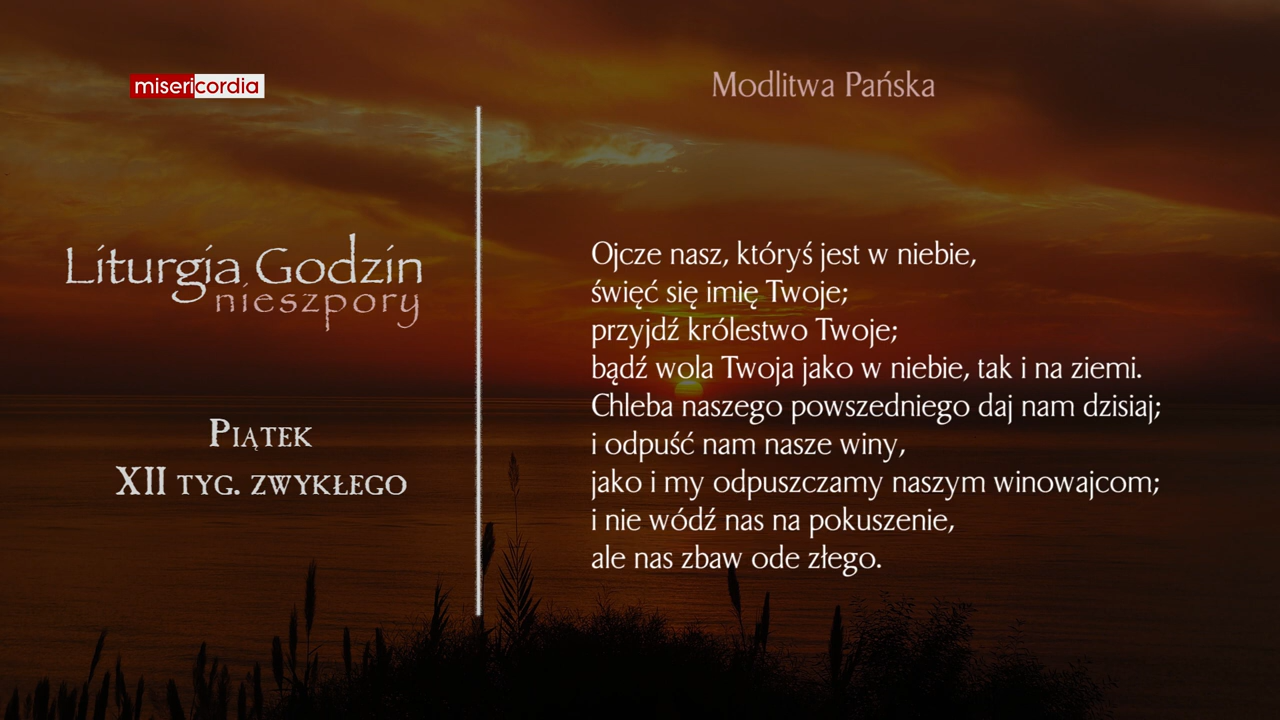 misericordia
Liturgia Godzin
nieszpory
Piątek
XII tyg. zwykłego
Modlitwa Pańska
Ojcze nasz, któryś jest w niebie,
święć się imię Twoje;
przyjdź królestwo Twoje;
bądź wola Twoja jako w niebie, tak i na ziemi.
Chleba naszego powszedniego daj nam dzisiaj;
i odpuść nam nasze winy,
jako i my odpuszczamy naszym winowajcom;
i nie wódź nas na pokuszenie,
ale nas zbaw ode złego.